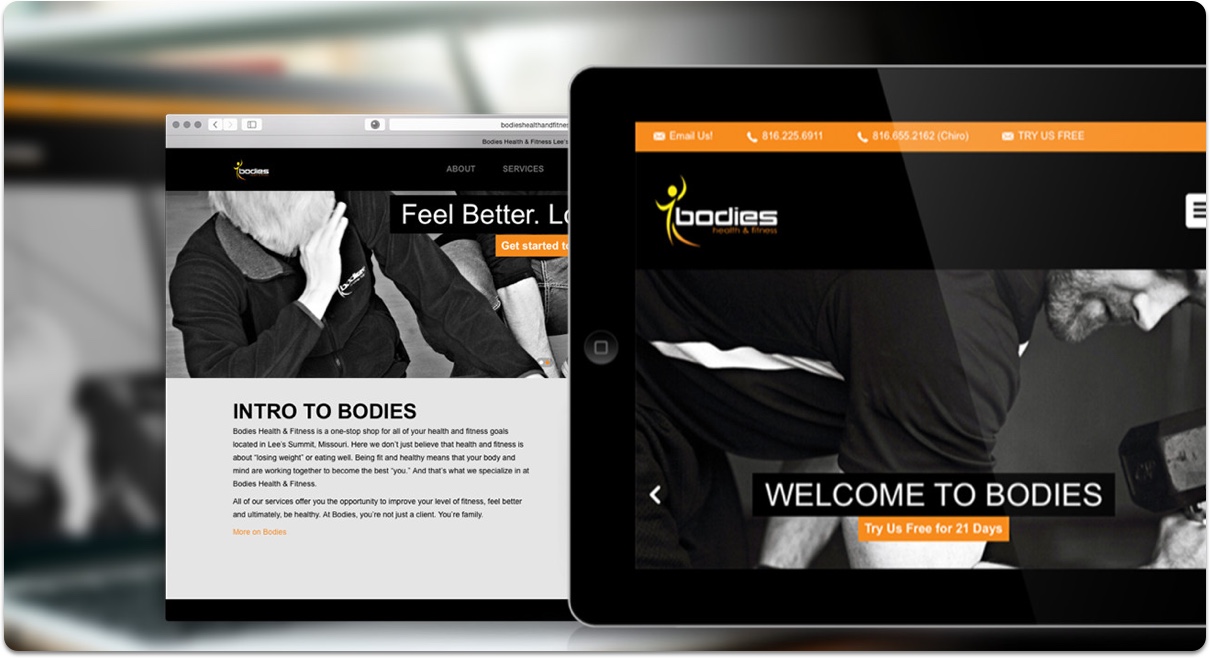 bodieshealthandfitne
Bodies Health & Fitness Lee's
bodies
ABOUT
SERVICES
Feel Better. Lo
Get started to
bodies
INTRO TO BODIES
Bodies Health & Fitness is a one-stop shop for all of your health and fitness goals
located in Lee's Summit, Missouri. Here we don't just believe that health and fitness is
about "losing weight" or eating well. Being fit and healthy means that your body and
mind are working together to become the best "you." And that's what we specialize in at
Bodies Health & Fitness.
All of our services offer you the opportunity to improve your level of fitness, feel better
and ultimately, be healthy. At Bodies, you're not just a client. You're family.
More on Bodies
Email Us!
816.225.6911
816.655.2162 (Chiro)
TRY US FREE
bodies
health & fitness
WELCOME TO BODIES
Try Us Free for 21 Days